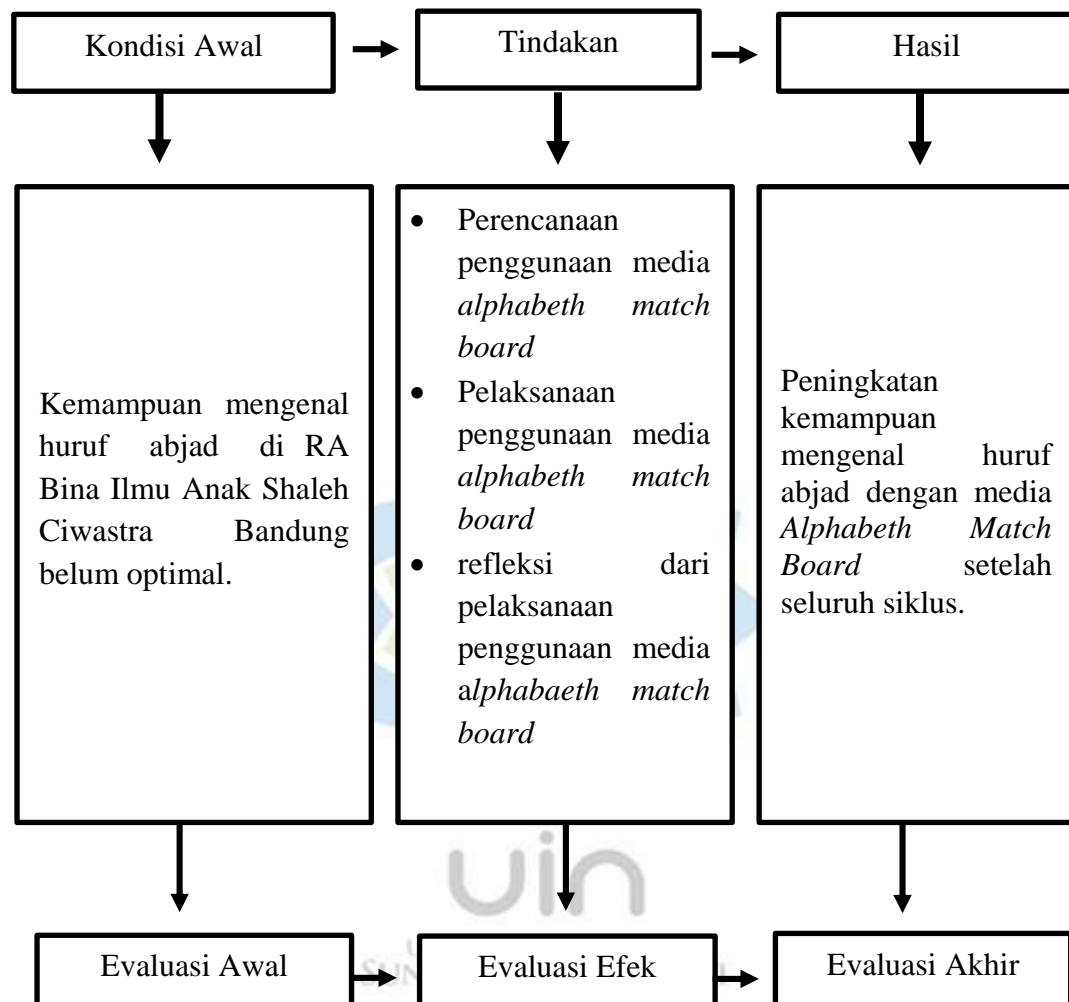 Kondisi Awal
Tindakan
Hasil
Kemampuan mengenal
huruf abjad di RA
Bina Ilmu Anak Shaleh
Ciwastra Bandung
belum optimal.
• Perencanaan
penggunaan media
alphabeth match
board
• Pelaksanaan
penggunaan media
alphabeth match
board
• refleksi dari
pelaksanaan
penggunaan media
alphabaeth match
board
Peningkatan
kemampuan
mengenal huruf
abjad dengan media
Alphabeth Match
Board setelah
seluruh siklus.
uin
Evaluasi Awal
Evaluasi Efek
Evaluasi Akhir